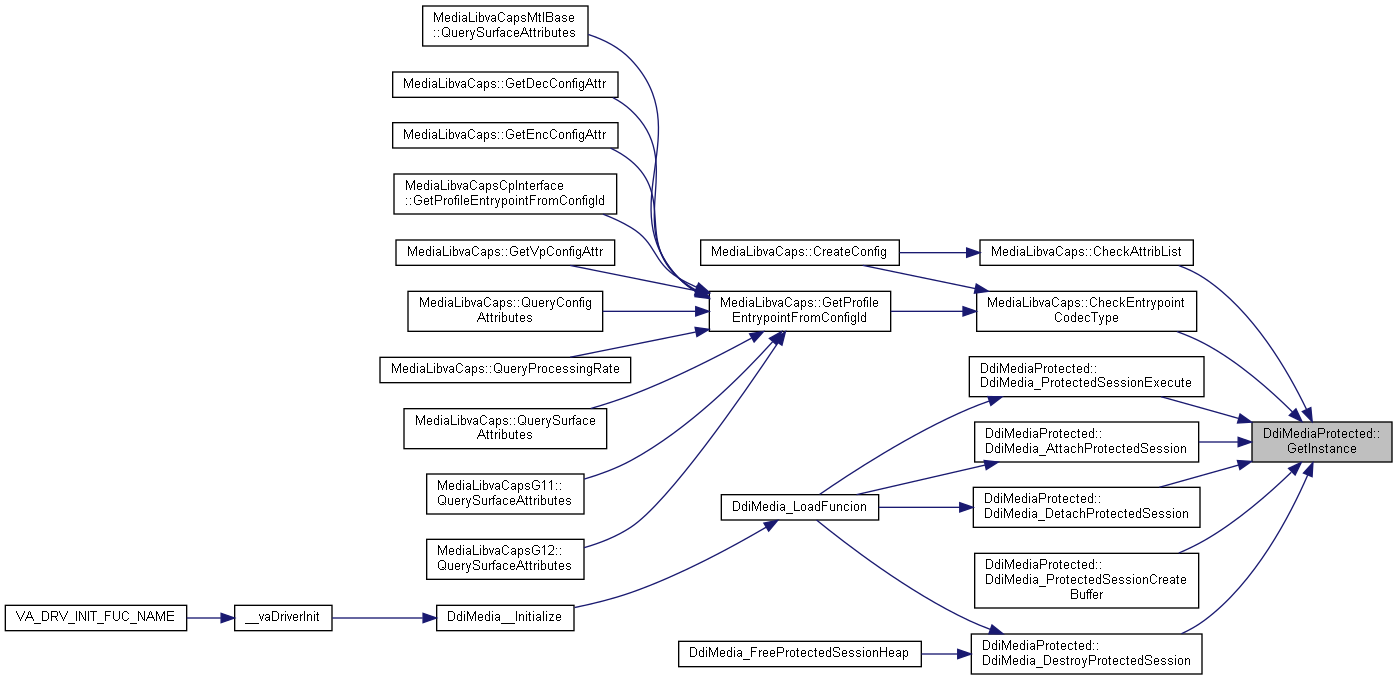 MediaLibvaCapsMtlBase
::QuerySurfaceAttributes
MediaLibvaCaps::GetDecConfigAttr
MediaLibvaCaps::GetEncConfigAttr
MediaLibvaCapsCpInterface
::GetProfileEntrypointFromConfigId
MediaLibvaCaps::GetVpConfigAttr
MediaLibvaCaps::QueryConfig
Attributes
MediaLibvaCaps::QueryProcessingRate
MediaLibvaCaps::QuerySurface
Attributes
MediaLibvaCapsG11::
QuerySurfaceAttributes
MediaLibvaCapsG12::
QuerySurfaceAttributes
MediaLibvaCaps::CreateConfig
MediaLibvaCaps::GetProfile
EntrypointFromConfigId
MediaLibvaCaps::CheckAttribList
MediaLibvaCaps::CheckEntrypoint
CodecType
DdiMediaProtected::
DdiMedia_ProtectedSessionExecute
DdiMediaProtected::
DdiMedia_AttachProtectedSession
DdiMediaProtected::
DdiMedia_DetachProtectedSession
DdiMediaProtected::
DdiMedia_ProtectedSessionCreate
Buffer
DdiMediaProtected::
DdiMedia_DestroyProtectedSession
DdiMediaProtected::
GetInstance
DdiMedia_LoadFuncion
VA_DRV_INIT_FUC_NAME
__vaDriverInit
DdiMedia__Initialize
DdiMedia_FreeProtectedSessionHeap